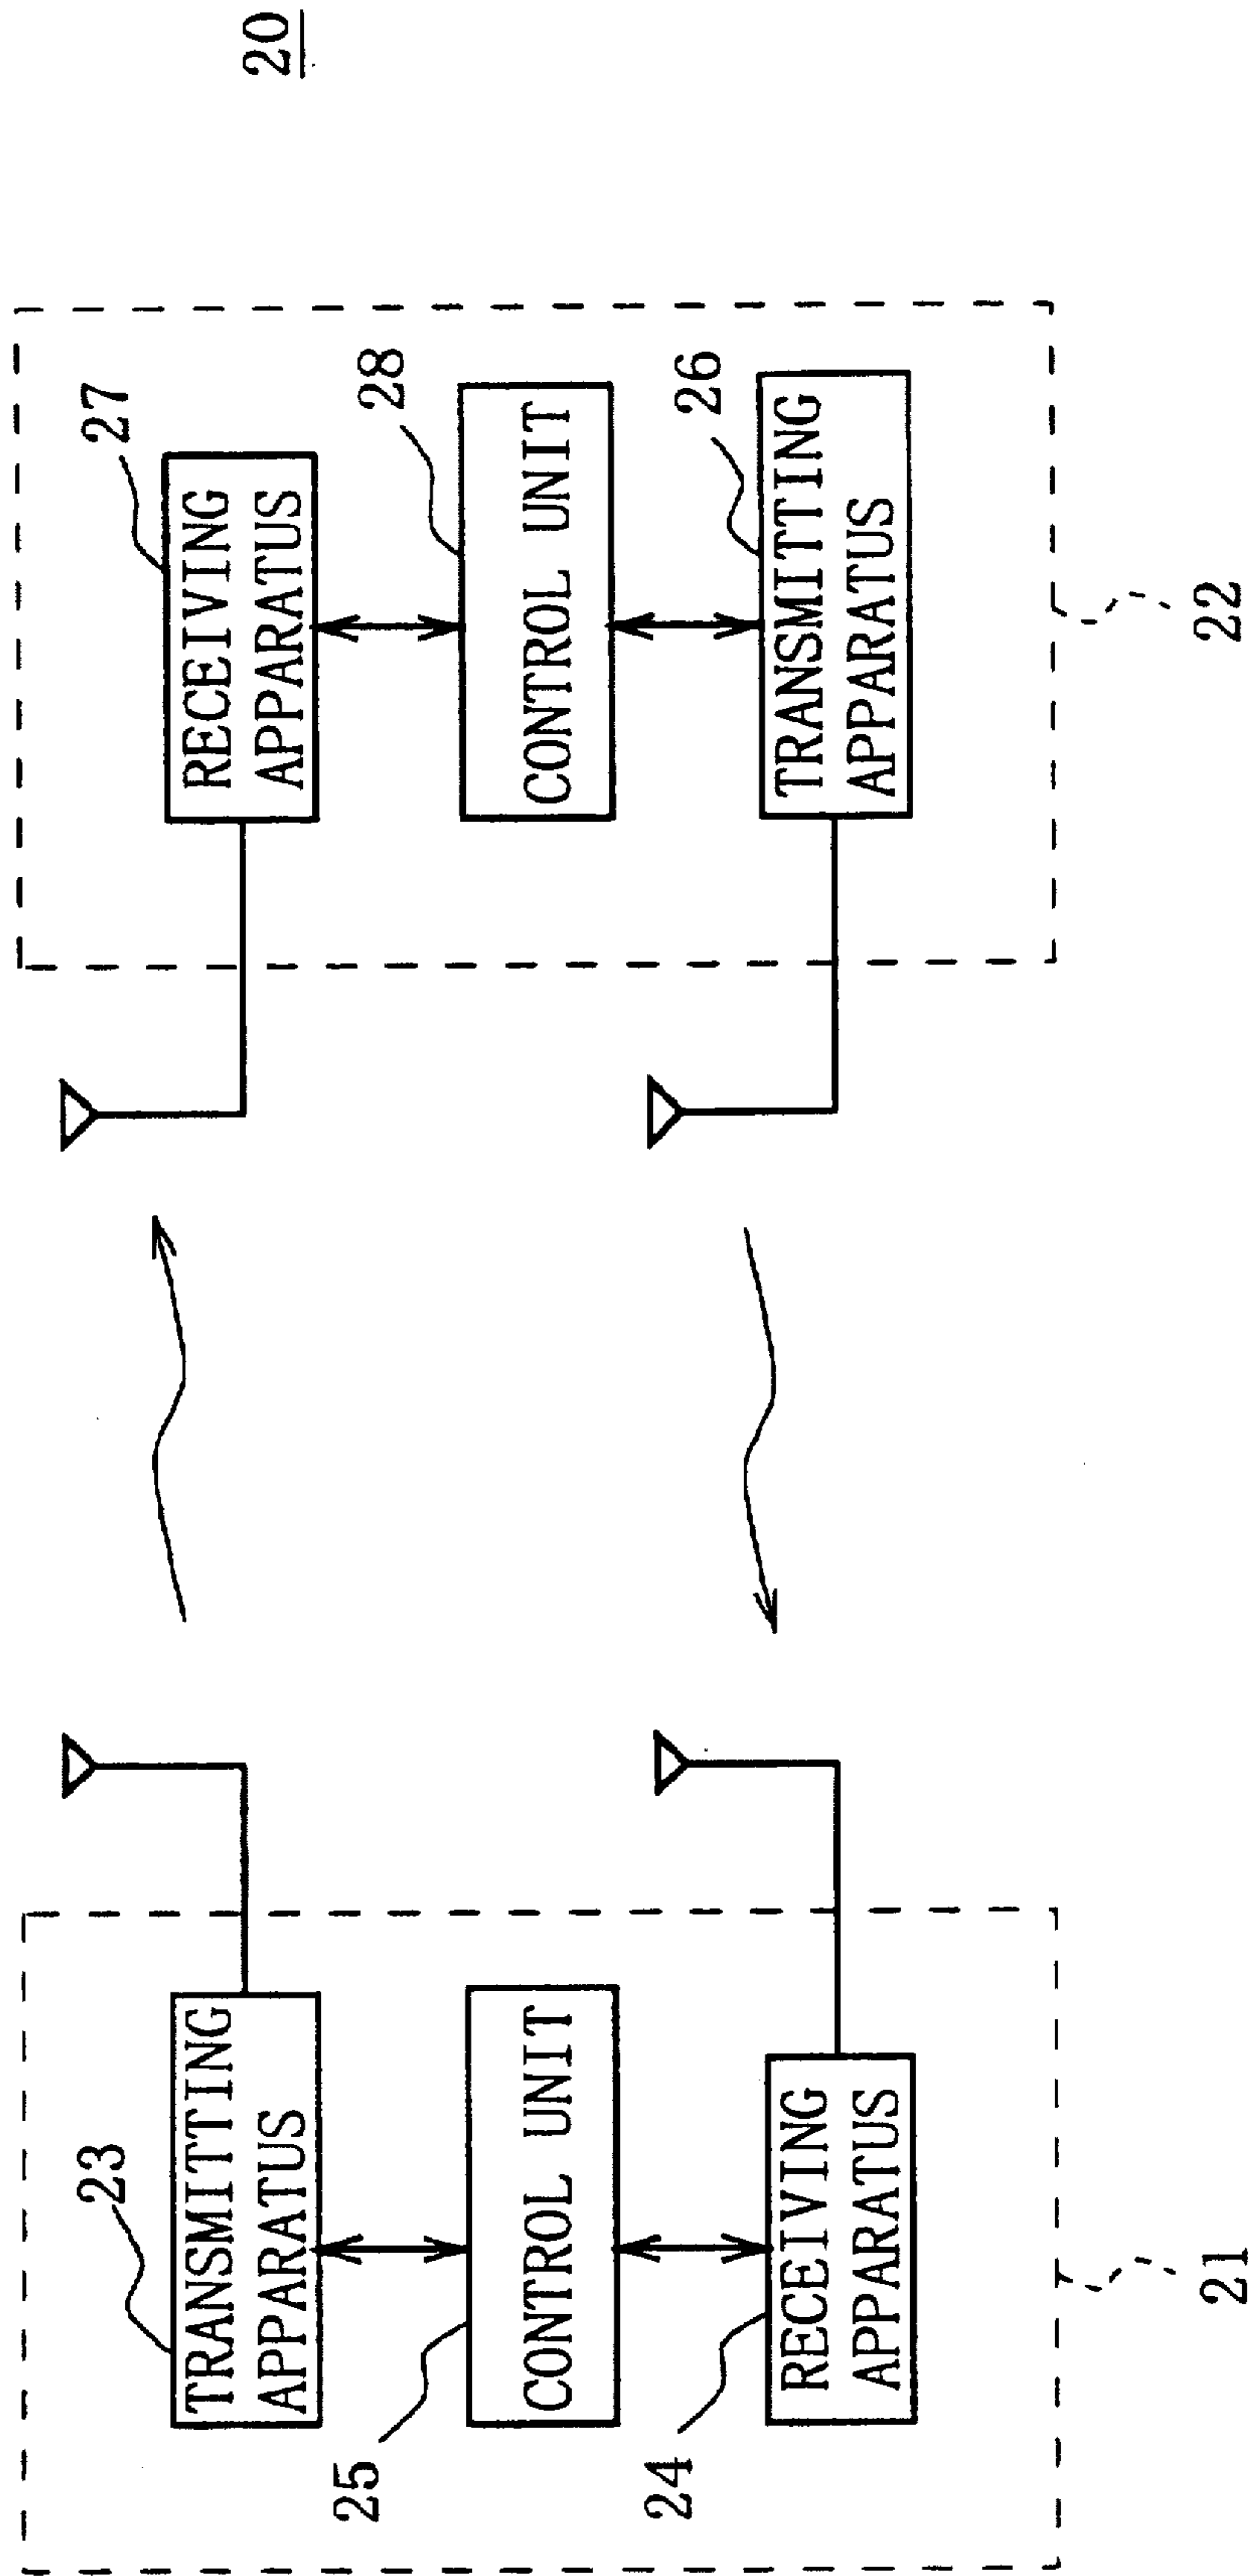 20
23
TRANSMITTING
APPARATUS
25
CONTROL UNIT
24
RECEIVING
APPARATUS
21
27
RECEIVING
APPARATUS
28
CONTROL UNIT
26
TRANSMITTING
APPARATUS
22